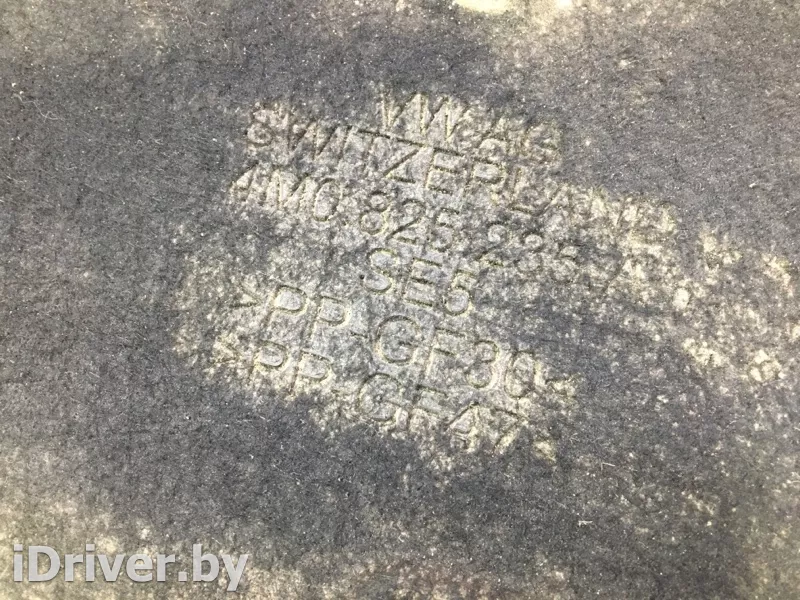 VW AG
SWITZERLAND
4M0 825 236
SE5
>PP-GF30<
>PP-GF47<
iDriver.by